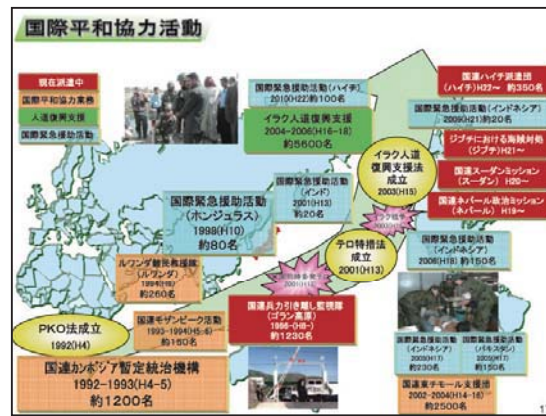 国際平和協力活動
現在派遣中
国際平和協力業務
人道復興支援
国際緊急援助活動
国際緊急援助活動(ハイチ)
2010(H22)約100名
イラク人道復興支援
2004-2006(H16-18)
約5600名
国連ハイチ派遣団
(ハイチ)H22～ 約350名
国際緊急援助活動(インドネシア)
2009(H21)約20名
ジブチにおける海賊対処
(ジブチ)H21～
国連スーダンミッション
(スーダン) H20～
国連ネパール政治ミッション
(ネパール) H19～
イラク人道
復興支援法
成立
2003(H15)
国際緊急援助活動
(インド)
2001(H13)
約20名
国際緊急援助活動
(ホンジュラス)
1998(H10)
約80名
テロ特措法
成立
2001(H13)
国際緊急援助活動
(インドネシア)
2006(H18) 約150名
ルワンダ難民救援隊
(ルワンダ)
1994(H6)
約260名
2001(H13)
国連兵力引き離し監視隊
(ゴラン高原)
1996-(H8-)
約1230名
国連モザンビーク活動
1993-1994(H5-6)
約160名
PKO法成立
1992(H4)
国際緊急援助活動
(インドネシア)
2005(H17)
約230名
国際緊急援助活動
(パキスタン)
2005(H17)
約150名
国連カンボジア暫定統治機構
1992-1993(H4-5)
約1200名
国連東チモール支援団
2002-2004(H14-16)
約2500名